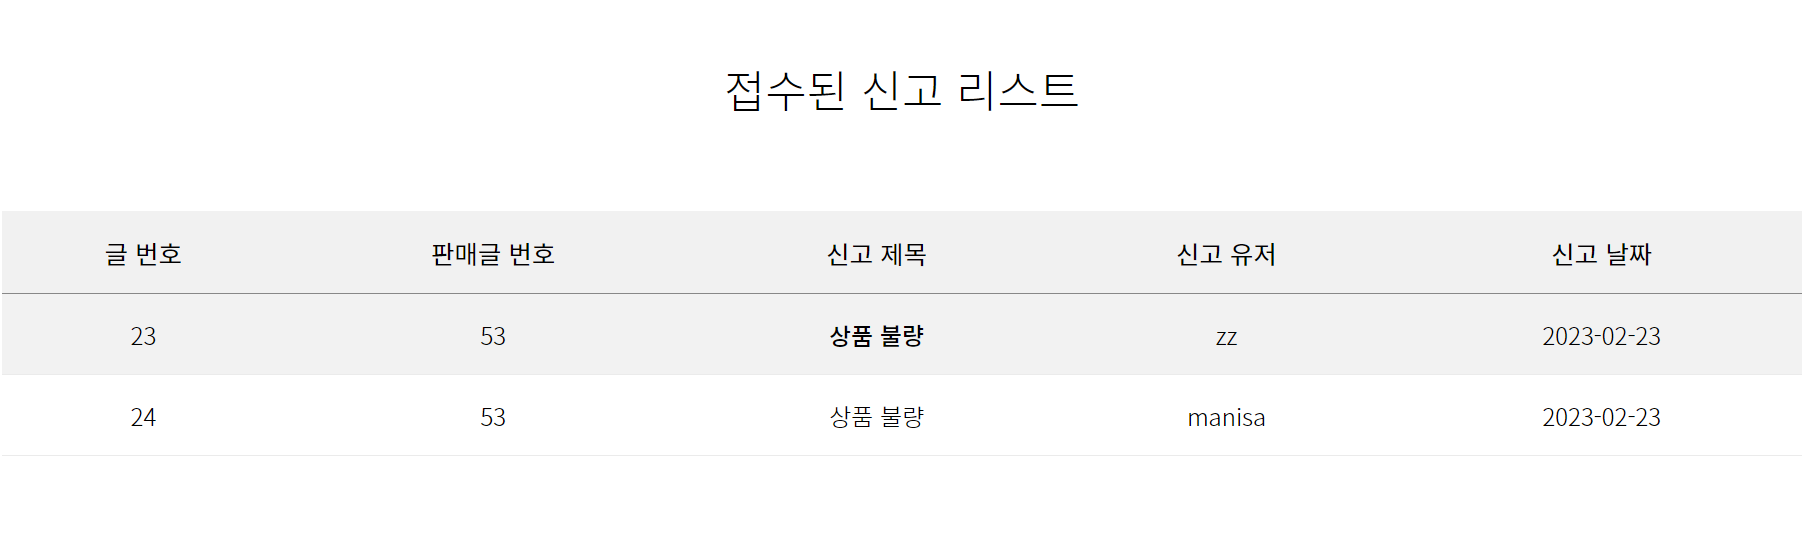 접수된 신고 리스트
글 번호 판매글 번호 신고 제목 신고 유저 신고 날짜
23 53 상품 불량 zz 2023-02-23
24 53 상품 불량 manisa 2023-02-23